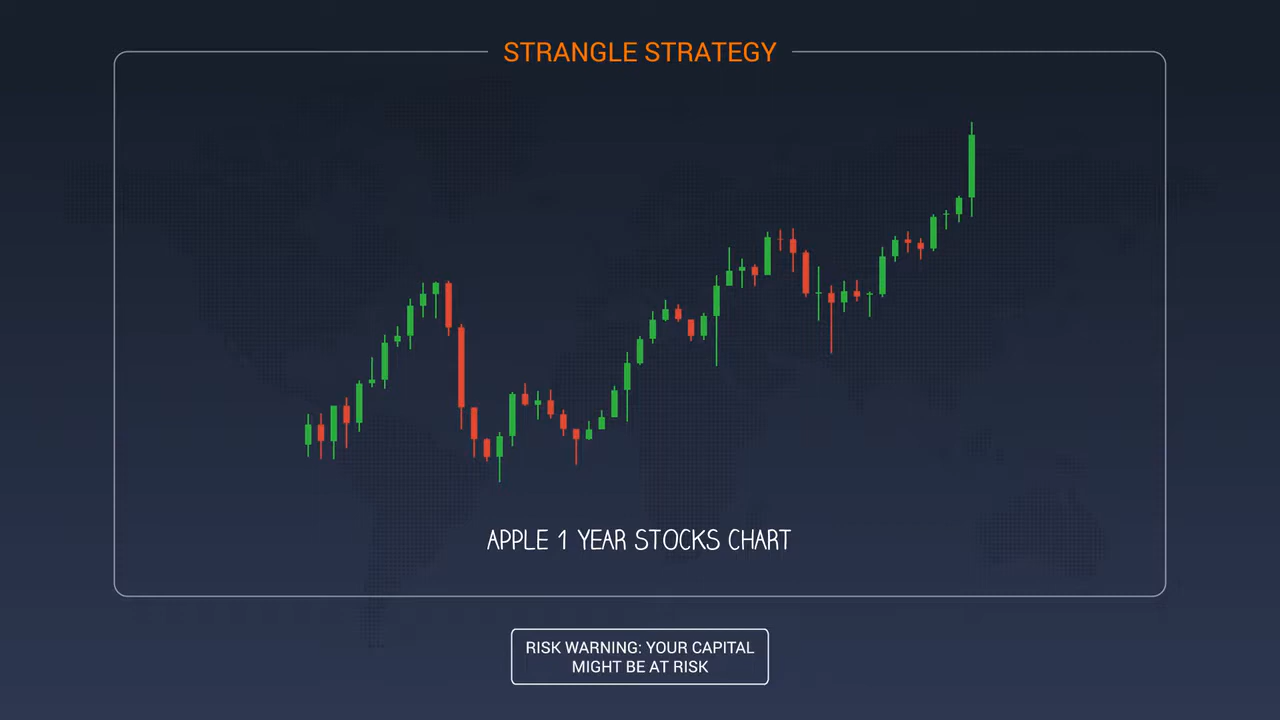 STRANGLE STRATEGY
APPLE 1 YEAR STOCKS CHART
RISK WARNING: YOUR CAPITAL
MIGHT BE AT RISK